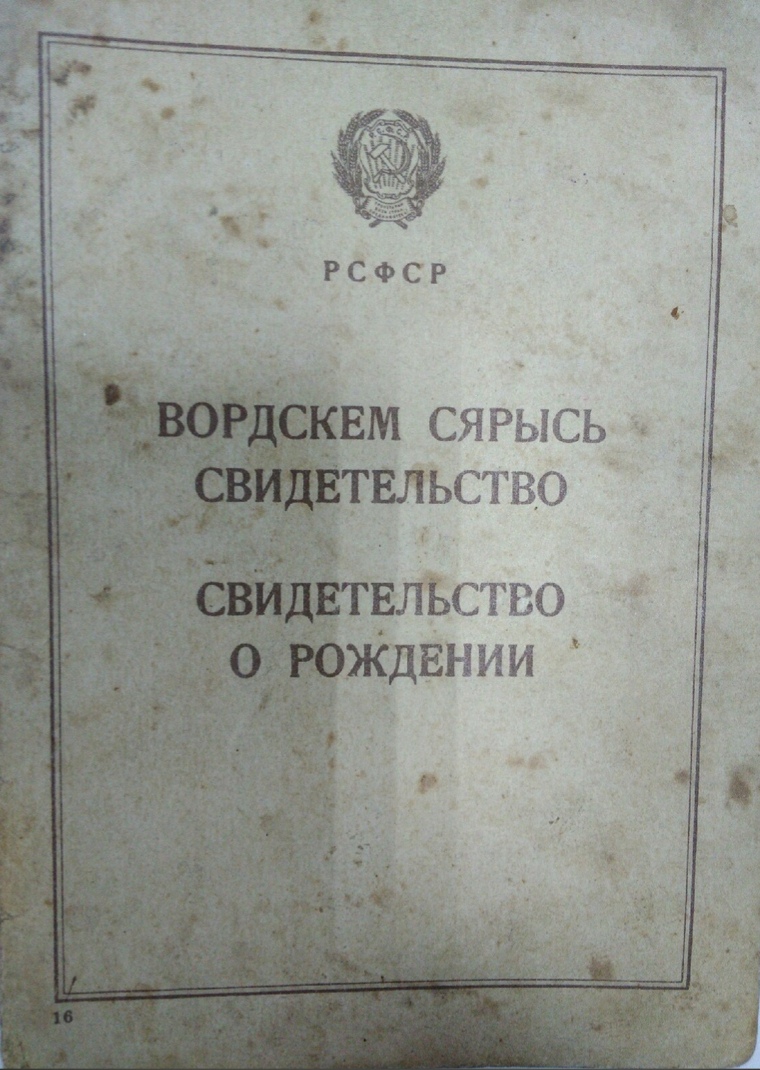 РСФСР
ВОРДСКЕМ СЯРЫСЬ
СВИДЕТЕЛЬСТВО
СВИДЕТЕЛЬСТВО
О РОЖДЕНИИ
16